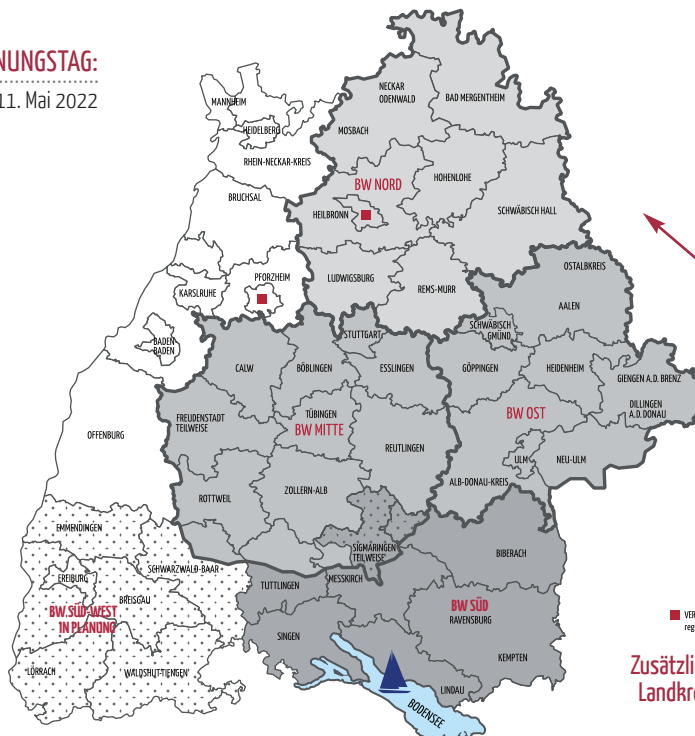 NUNGSTAG:
11. Mai 2022
NECKAR
ODENWALD
BAD MERGENTHEIM
MANNHEIM
HEIDELBERG
MOSBACH
RHEIN-NECKAR-KREIS
BW NORD
HOHENLOHE
BRUCHSAL
HEILBRONN
SCHWÄBISCH HALL
OSTALBKREIS
PFORZHEIM
LUDWIGSBURG
REMS-MURR
KARLSRUHE
AALEN
STUTTGART
SCHWÄBISCH
GMÜND
BADEN
BADEN
CALW
BÖBLINGEN
ESSLINGEN
GÖPPINGEN
HEIDENHEIM
GIENGEN A.D. BRENZ
DILLINGEN
A.D. DONAU
FREUDENSTADT
TEILWEISE
TÜBINGEN
BW MITTE
BW OST
OFFENBURG
REUTLINGEN
ULM
NEU-ULM
ROTTWEIL
ZOLLERN-ALB
ALB-DONAU-KREIS
EMMENDINGEN
SIGMARINGEN
TEILWEISE
BIBERACH
SCHWARZWALD-BAAR
FREIBURG
TUTTLINGEN
MESSKIRCH
BREISGAU
BW SÜD-WEST
IN PLANUNG
BW SÜD
RAVENSBURG
SINGEN
LÖRRACH
WALDSHUT-TIENGEN
KEMPTEN
LINDAU
BODENSEE
VER
reg
Zusätzli
Landkre